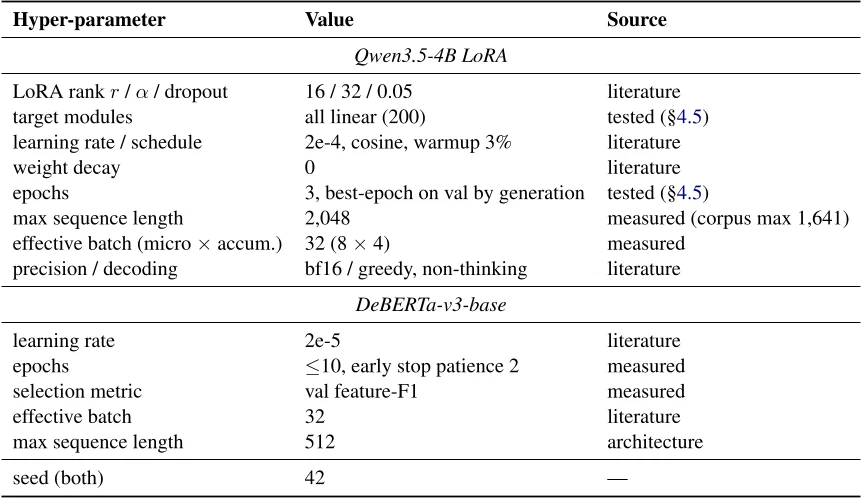 Hyper-parameter Value Source
Qwen3.5-4B LoRA
LoRA rank r / α / dropout 16 / 32 / 0.05 literature
target modules all linear (200) tested (§4.5)
learning rate / schedule 2e-4, cosine, warmup 3% literature
weight decay 0 literature
epochs 3, best-epoch on val by generation tested (§4.5)
max sequence length 2,048 measured (corpus max 1,641)
effective batch (micro × accum.) 32 (8 × 4) measured
precision / decoding bf16 / greedy, non-thinking literature
DeBERTa-v3-base
learning rate 2e-5 literature
epochs ≤10, early stop patience 2 measured
selection metric val feature-F1 measured
effective batch 32 literature
max sequence length 512 architecture
seed (both) 42 —